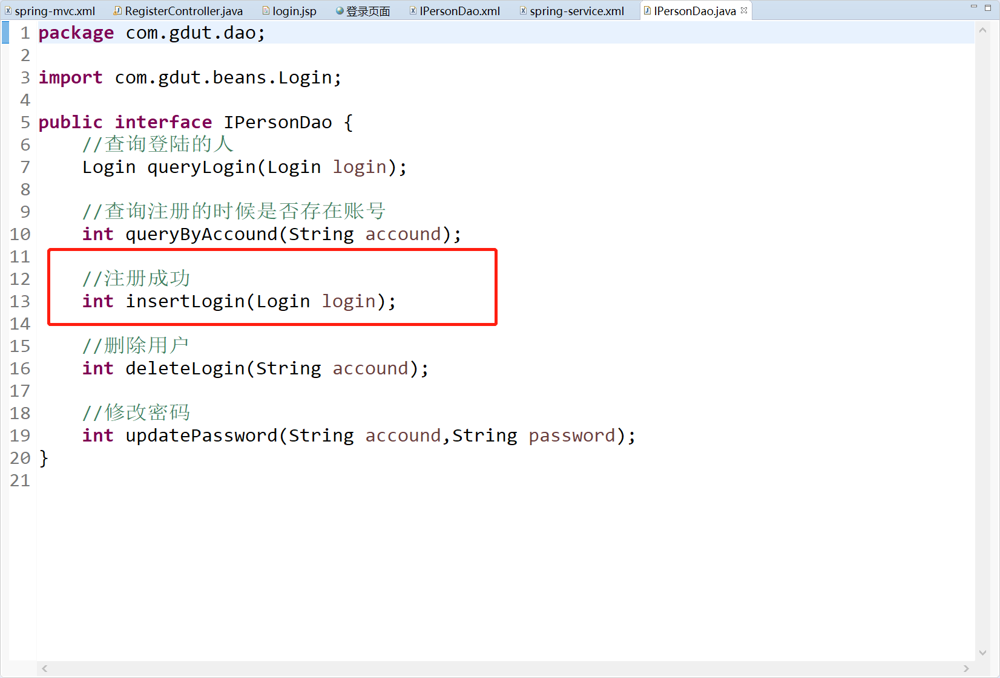 spring-mvc.xml RegisterController.java login.jsp 登录页面 IPersonDao.xml spring-service.xml IPersonDao.java
1 package com.gdut.dao;
2
3 import com.gdut.beans.Login;
4
5 public interface IPersonDao {
6 //查询登陆的人
7 Login queryLogin(Login login);
8
9 //查询注册的时候是否存在账号
10 int queryByAccound(String accound);
11
12 //注册成功
13 int insertLogin(Login login);
14
15 //删除用户
16 int deleteLogin(String accound);
17
18 //修改密码
19 int updatePassword(String accound,String password);
20 }
21